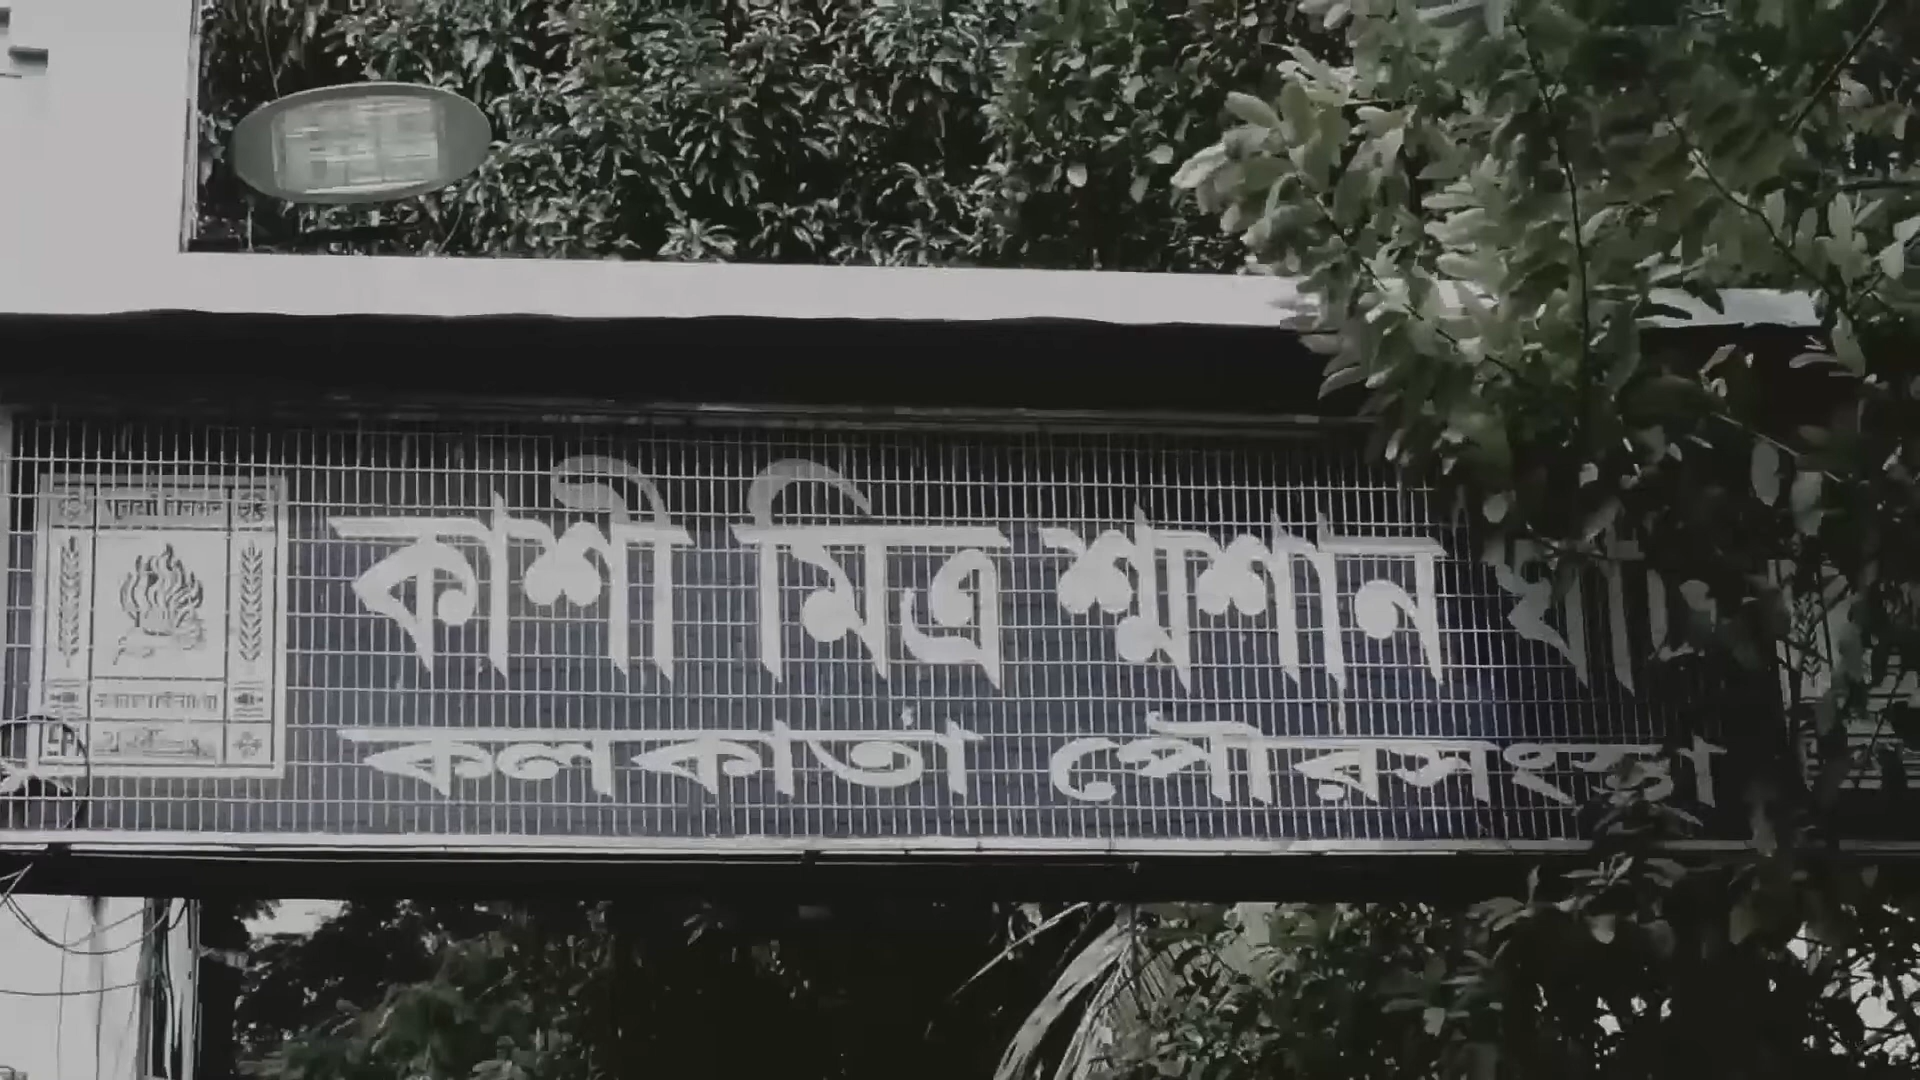 কাশী মিত্র শ্মশান ঘাট
কলকাতা পৌরসংস্থা